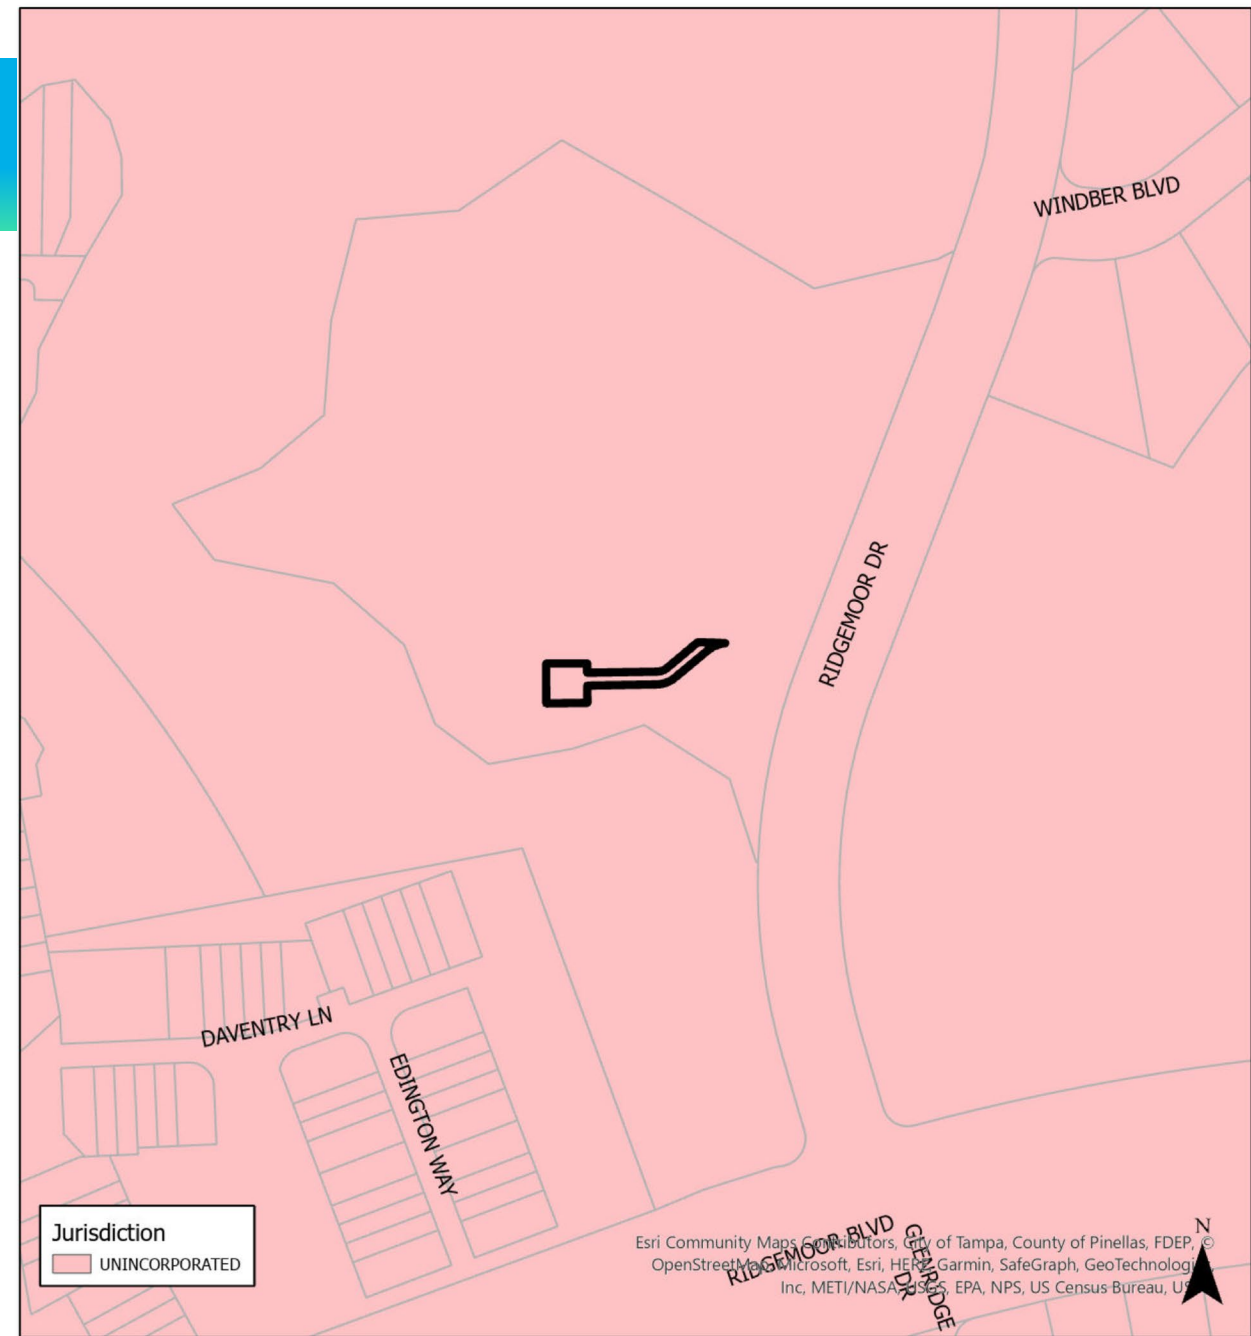 WINDBER BLVD
RIDGEMOOR DR
DAVENTRY LN
EDINGTON WAY
Jurisdiction
UNINCORPORATED
RIDGEMOOR BLVD
GLENRIDGE
DR
N
Esri Community Maps Contributors, City of Tampa, County of Pinellas, FDEP, ©
OpenStreetMap, Microsoft, Esri, HERE, Garmin, SafeGraph, GeoTechnologies,
Inc, METI/NASA, USGS, EPA, NPS, US Census Bureau,